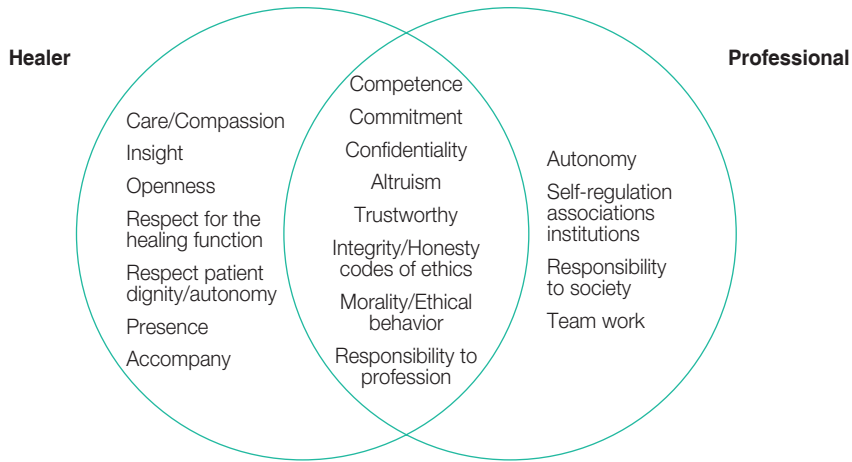 Healer
Professional
Care/Compassion
Insight
Openness
Respect for the
healing function
Respect patient
dignity/autonomy
Presence
Accompany
Competence
Commitment
Confidentiality
Altruism
Trustworthy
Integrity/Honesty
codes of ethics
Morality/Ethical
behavior
Responsibility to
profession
Autonomy
Self-regulation
associations
institutions
Responsibility
to society
Team work